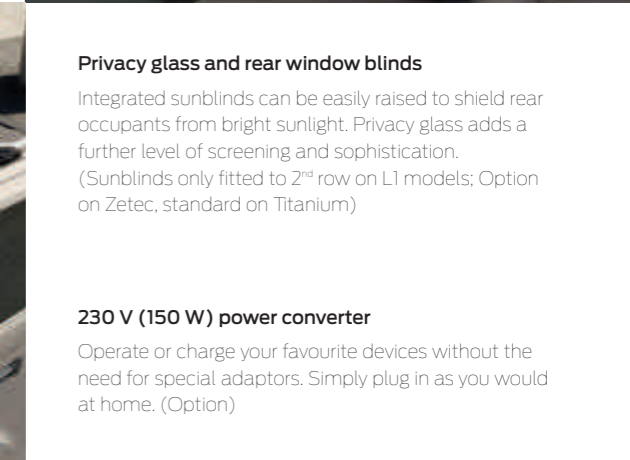 Privacy glass and rear window blinds
Integrated sunblinds can be easily raised to shield rear
occupants from bright sunlight. Privacy glass adds a
further level of screening and sophistication.
(Sunblinds only fitted to 2nd row on L1 models; Option
on Zetec, standard on Titanium)
230 V (150 W) power converter
Operate or charge your favourite devices without the
need for special adaptors. Simply plug in as you would
at home. (Option)